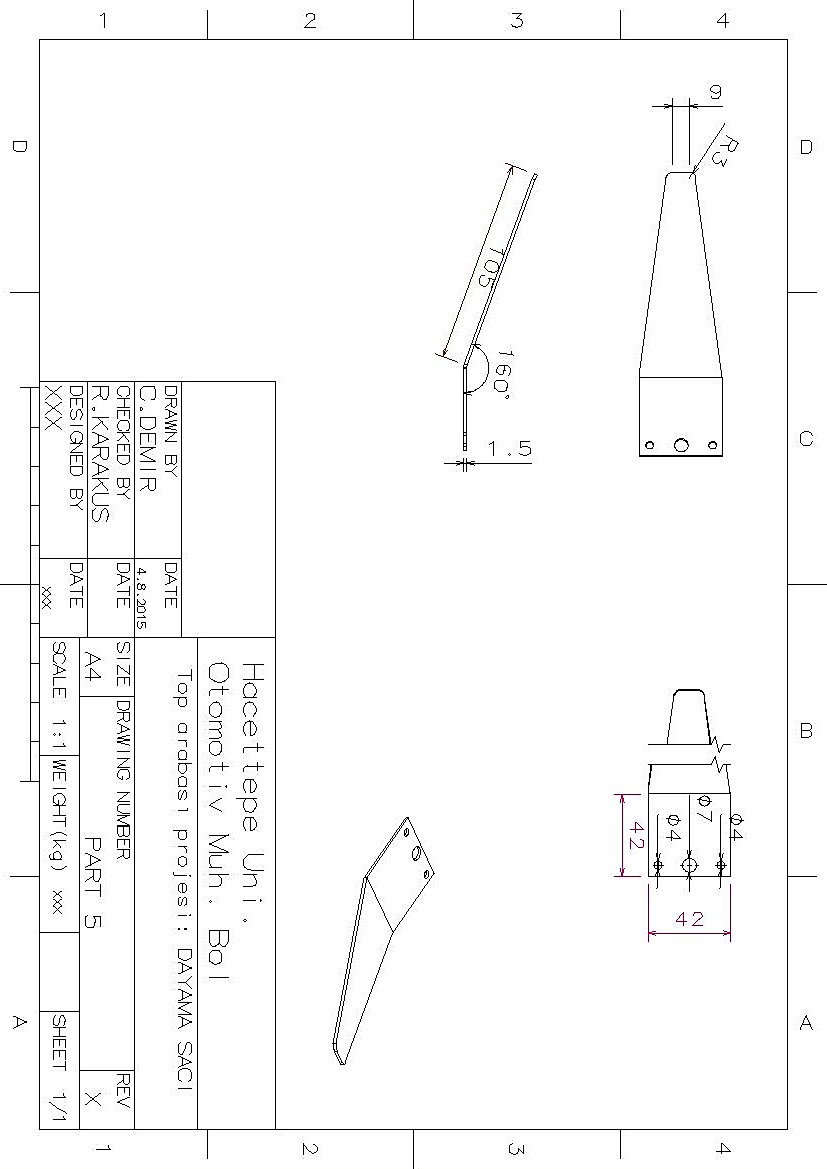 1
2
3
4
D
D
C
B
A
A
1
2
3
4
9
R3
105
160°
1.5
42
ø4
ø7
ø4
42
Hacettepe Uni.
Otomotiv Muh. Bol
Top arabası projesi: DAYAMA SACI
DRAWN BY
C.DEMIR
DATE
4.8.2015
CHECKED BY
R.KARAKUS
DATE
DESIGNED BY
XXX
DATE
xxx
SIZE
A4
DRAWING NUMBER
PART 5
REV
X
SCALE 1:1
WEIGHT(kg) xxx
SHEET 1/1